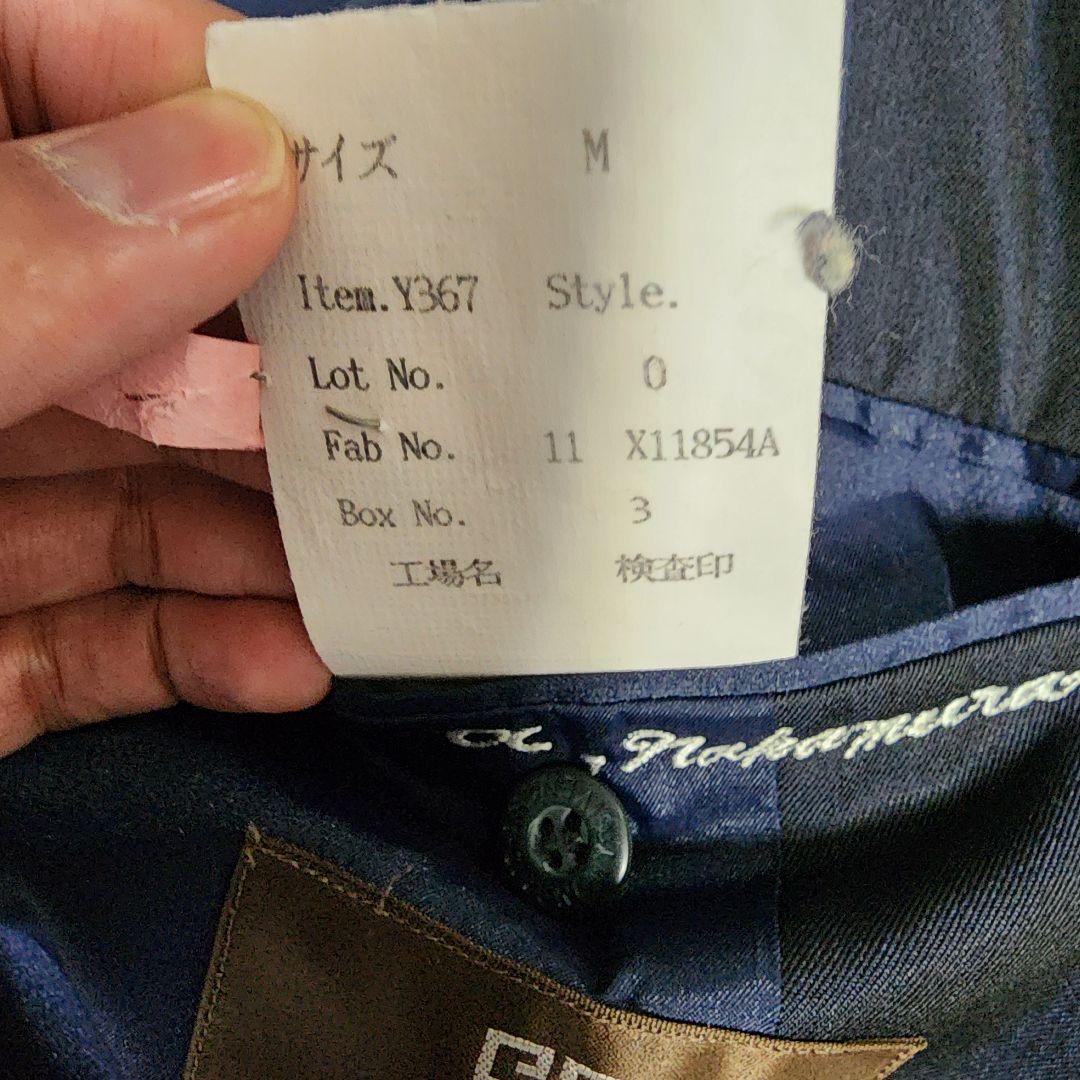 サイズ M
Item.Y367 Style.
Lot No. 0
Fab No. 11 X11854A
Box No. 3
工場名 検査印
a. Nakamura